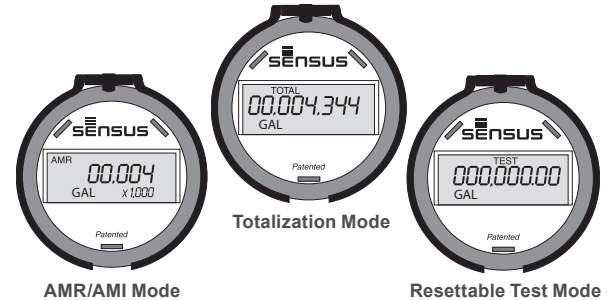 sensus
AMR
00,004
GAL x1,000
Patented
AMR/AMI Mode
sensus
TOTAL
00,004,344
GAL
Patented
Totalization Mode
sensus
TEST
000,000.00
GAL
Patented
Resettable Test Mode